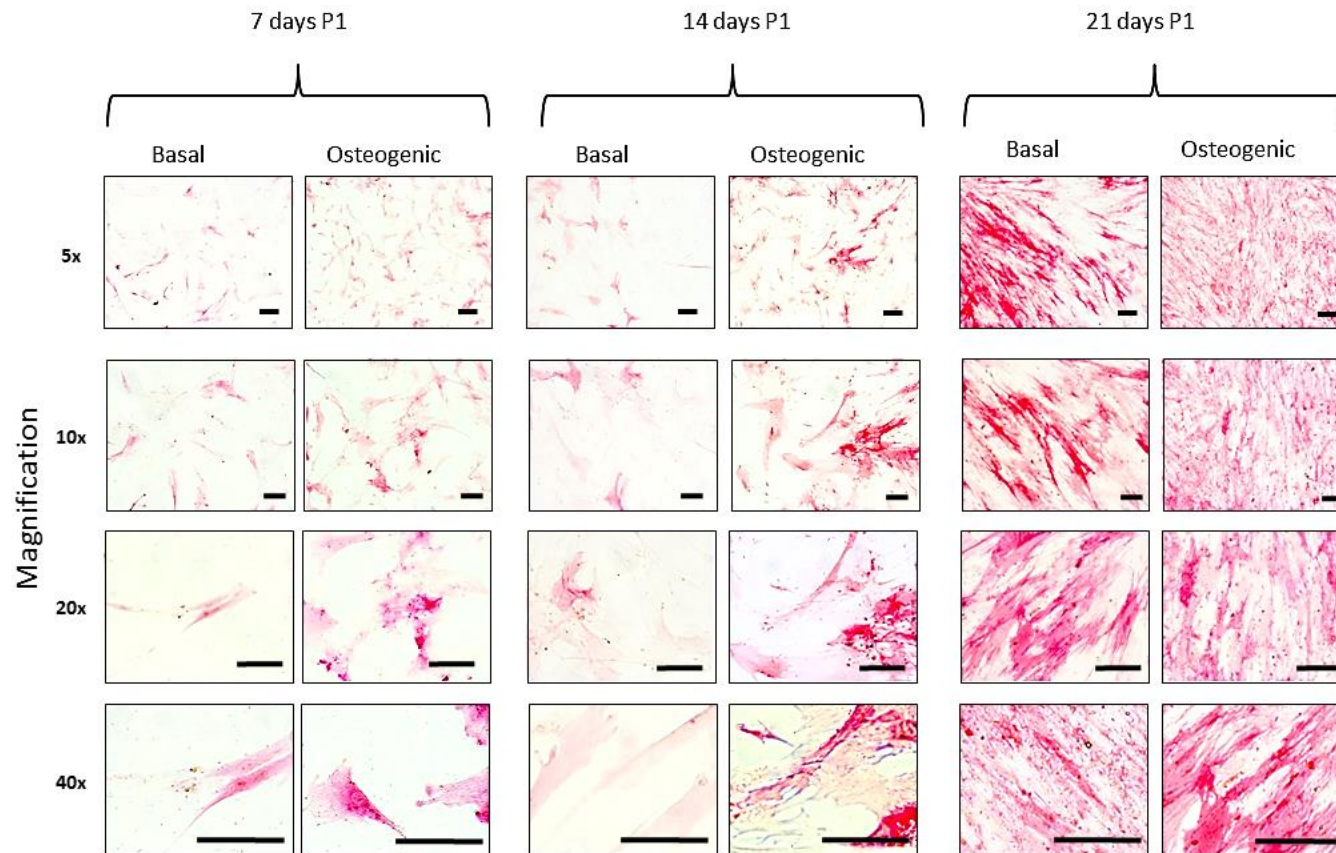 7 days P1 14 days P1 21 days P1
Basal Osteogenic Basal Osteogenic Basal Osteogenic
Magnification
5x
10x
20x
40x